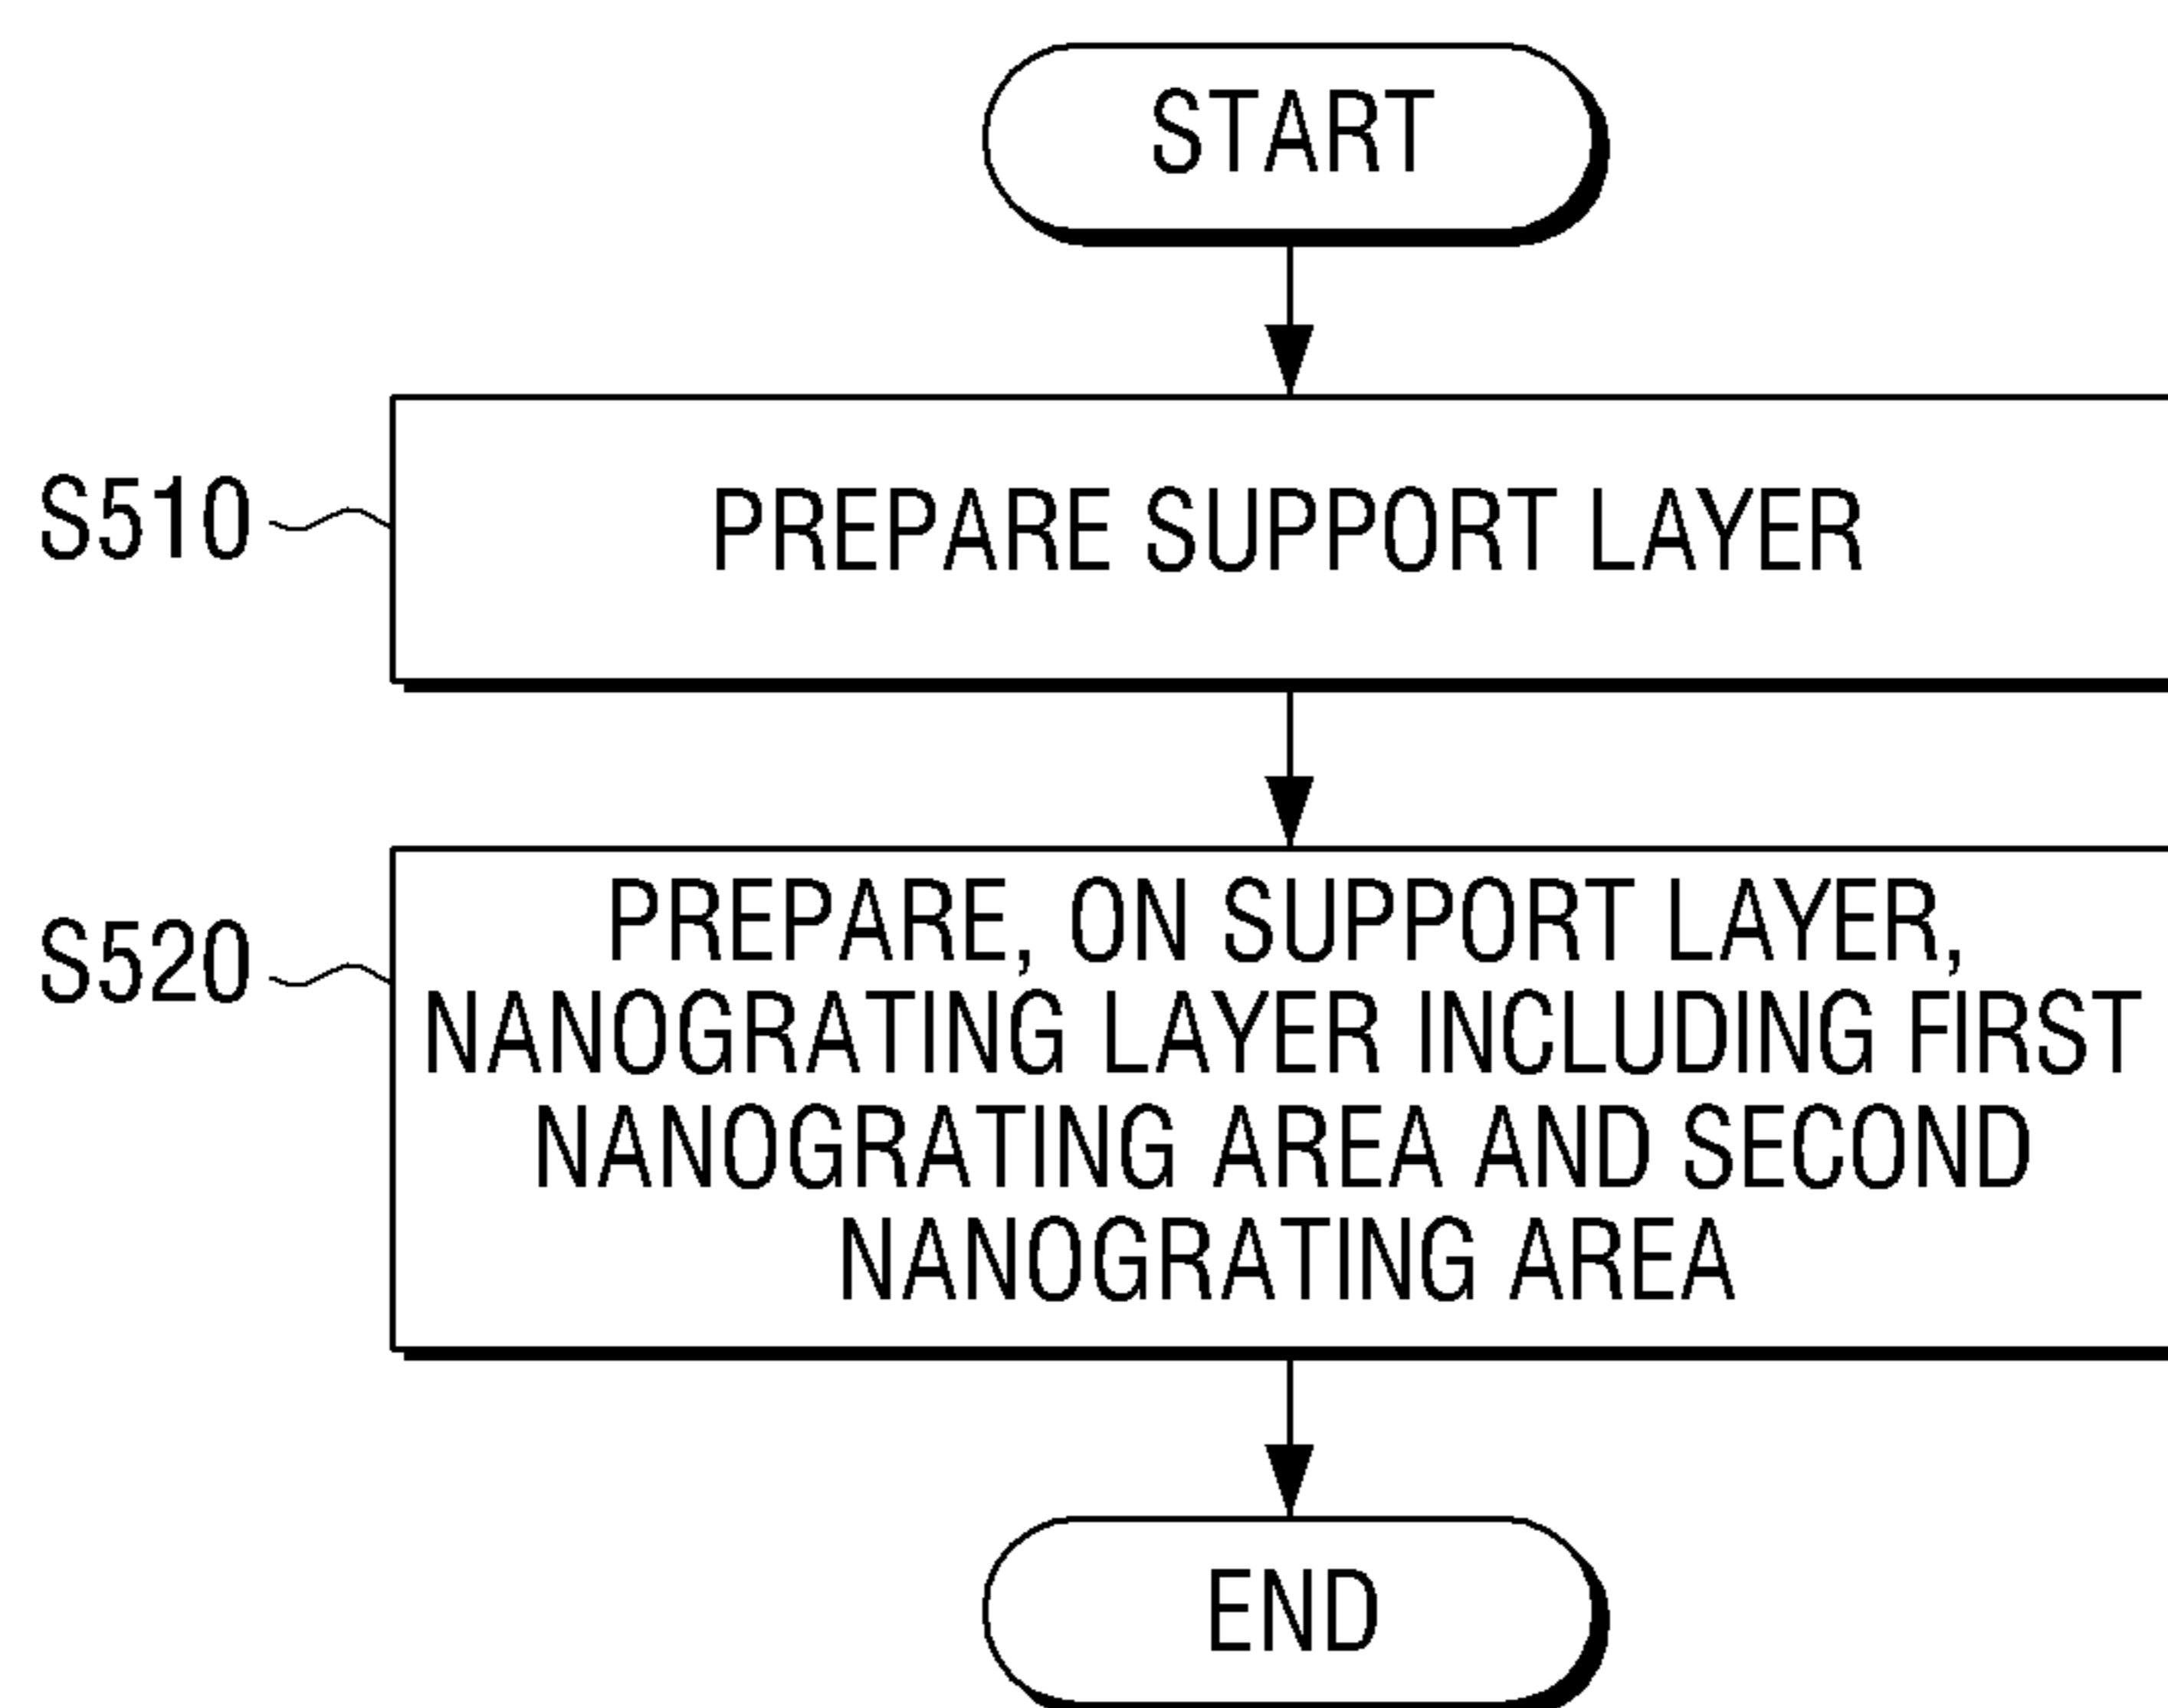 START
S510
PREPARE SUPPORT LAYER
S520
PREPARE, ON SUPPORT LAYER,
NANOGRATING LAYER INCLUDING FIRST
NANOGRATING AREA AND SECOND
NANOGRATING AREA
END